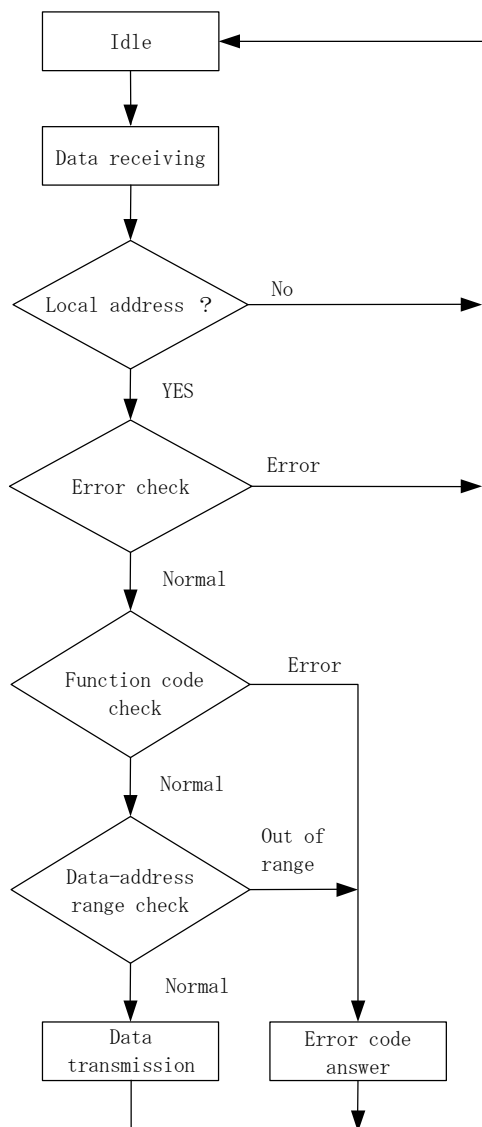 Idle
Data receiving
Local address ?
No
YES
Error check
Error
Normal
Function code
check
Error
Normal
Out of
range
Data-address
range check
Normal
Data
transmission
Error code
answer